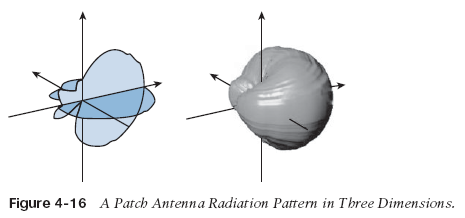 Figure 4-16 A Patch Antenna Radiation Pattern in Three Dimensions.